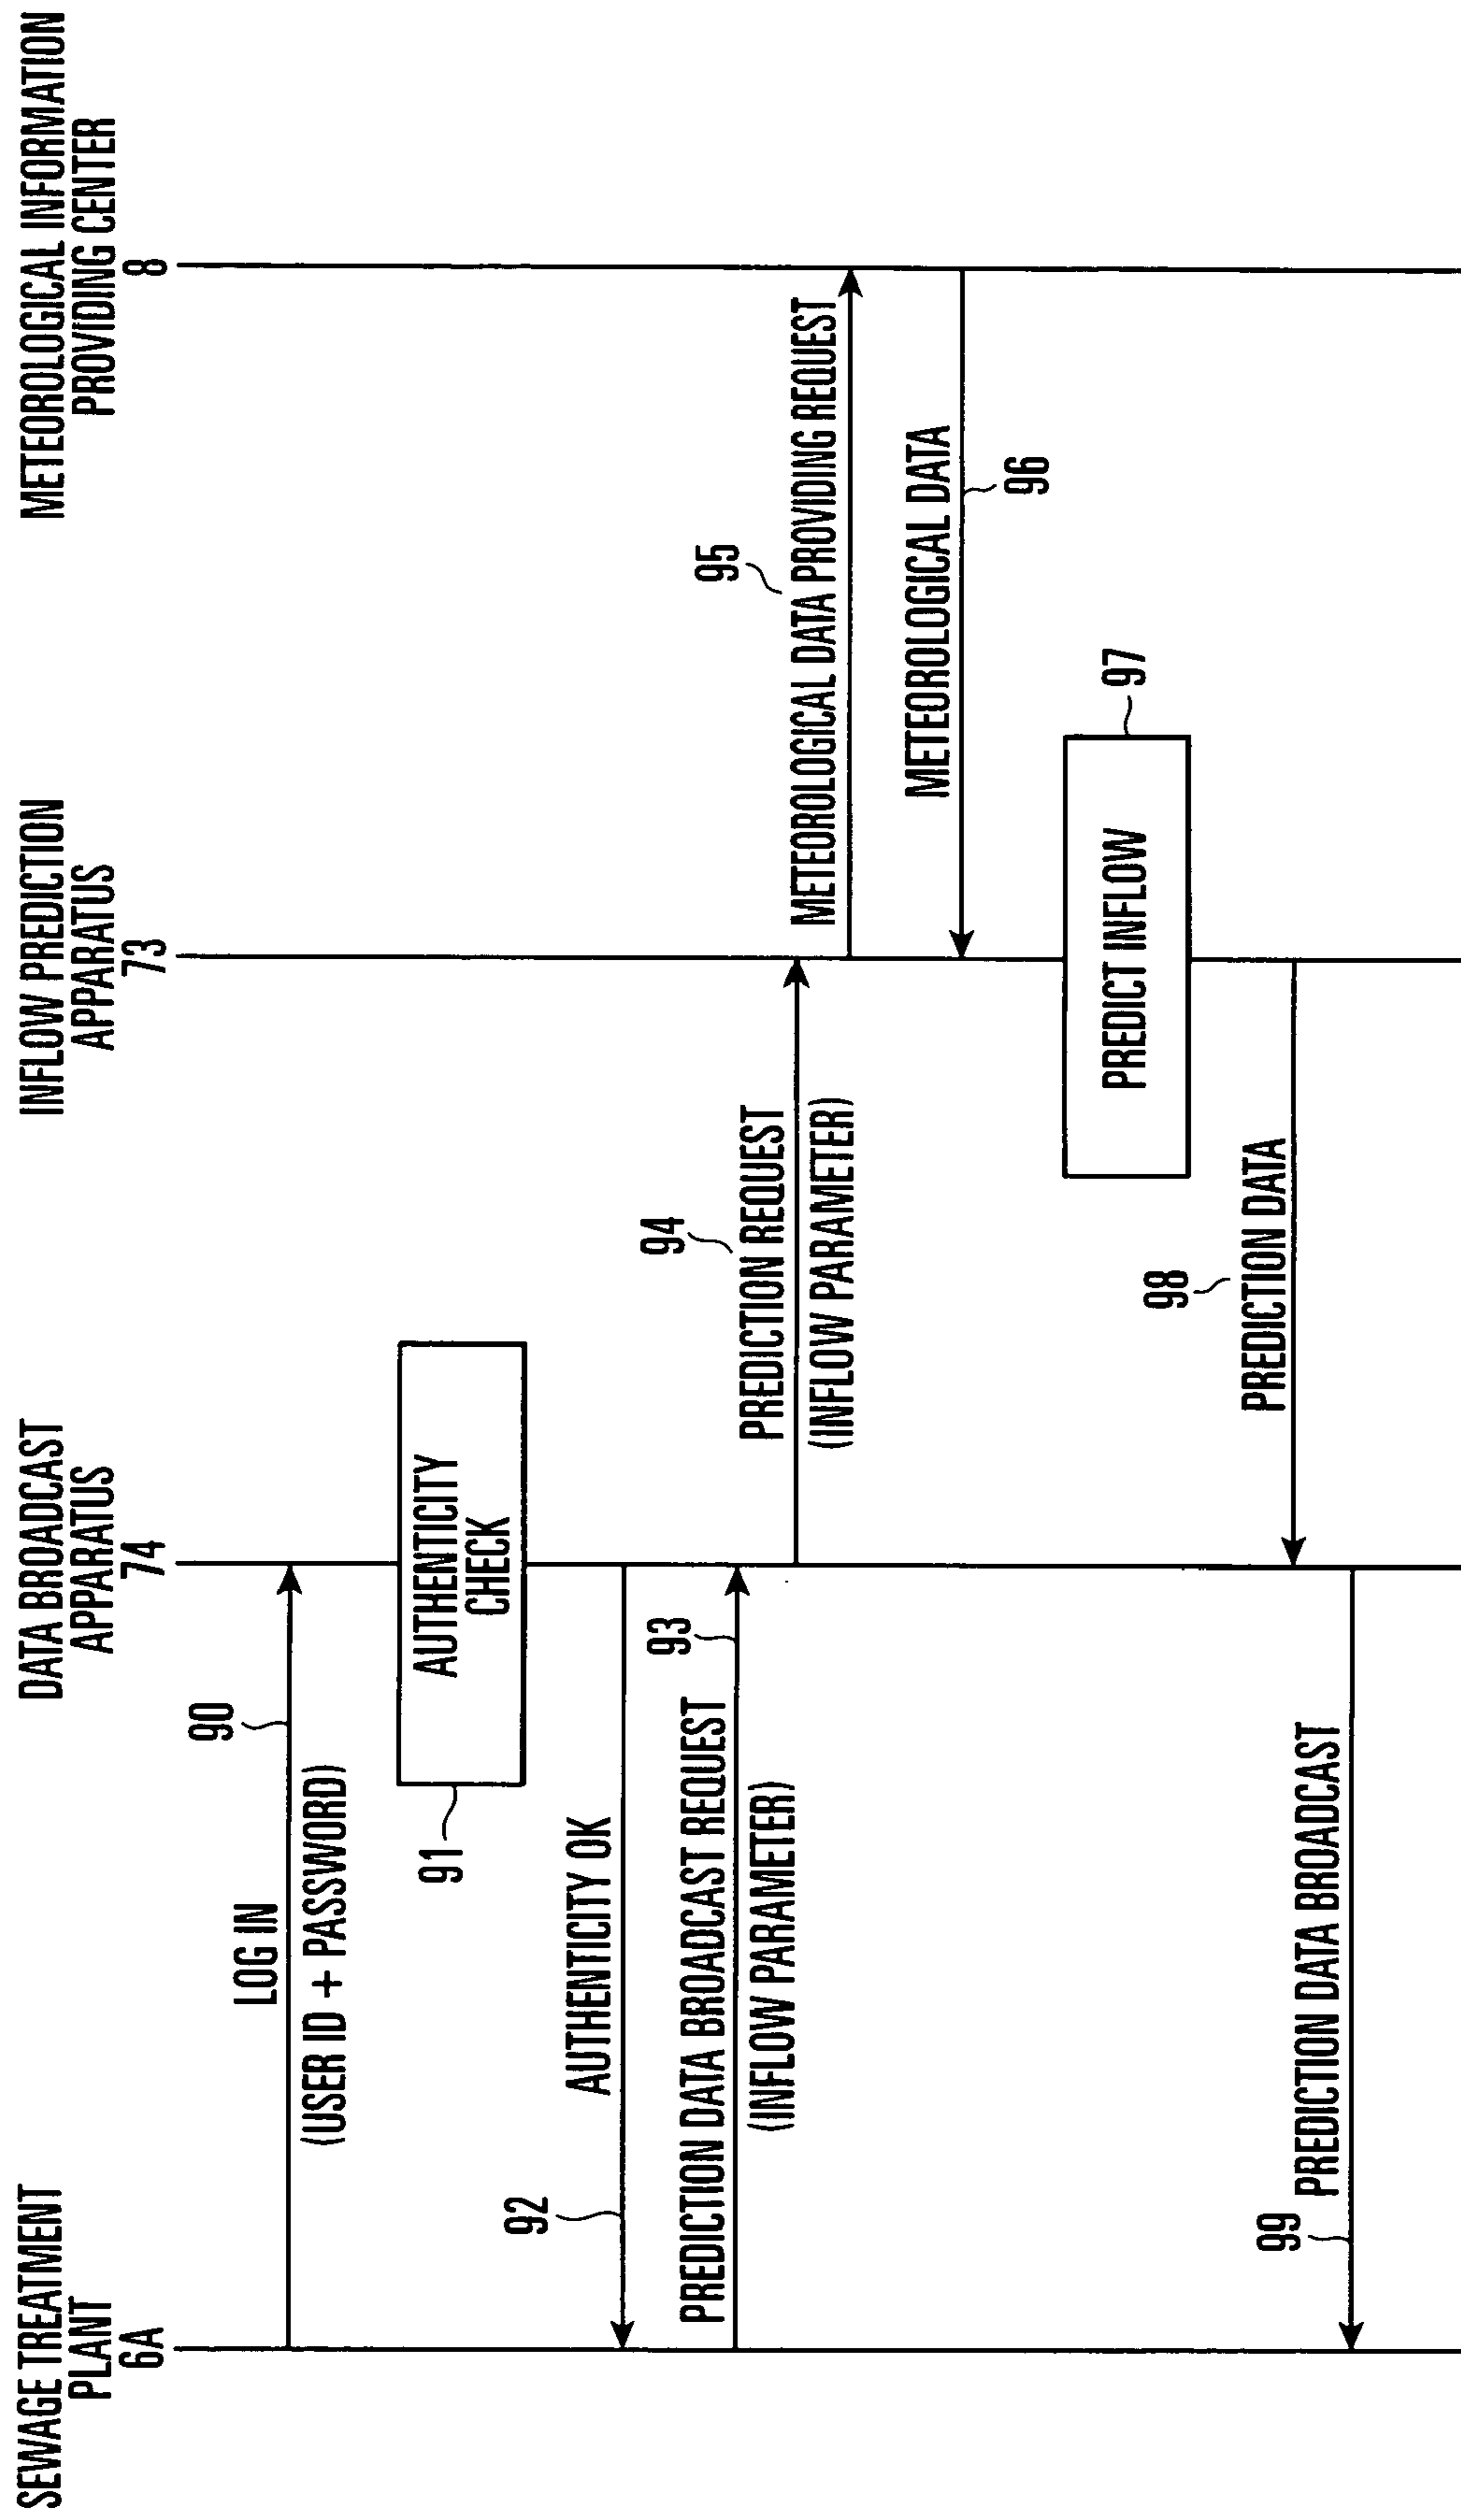 SEWAGE TREATMENT
PLANT
6A
DATA BROADCAST
APPARATUS
74
INFLOW PREDICTION
APPARATUS
73
METEOROLOGICAL INFORMATION
PROVIDING CENTER
8
90
LOG IN
(USER ID + PASSWORD)
AUTHENTICITY
CHECK
91
92
AUTHENTICITY OK
93
PREDICTION DATA BROADCAST REQUEST
(INFLOW PARAMETER)
94
PREDICTION REQUEST
(INFLOW PARAMETER)
95
METEOROLOGICAL DATA PROVIDING REQUEST
METEOROLOGICAL DATA
96
97
PREDICT INFLOW
98
PREDICTION DATA
99
PREDICTION DATA BROADCAST